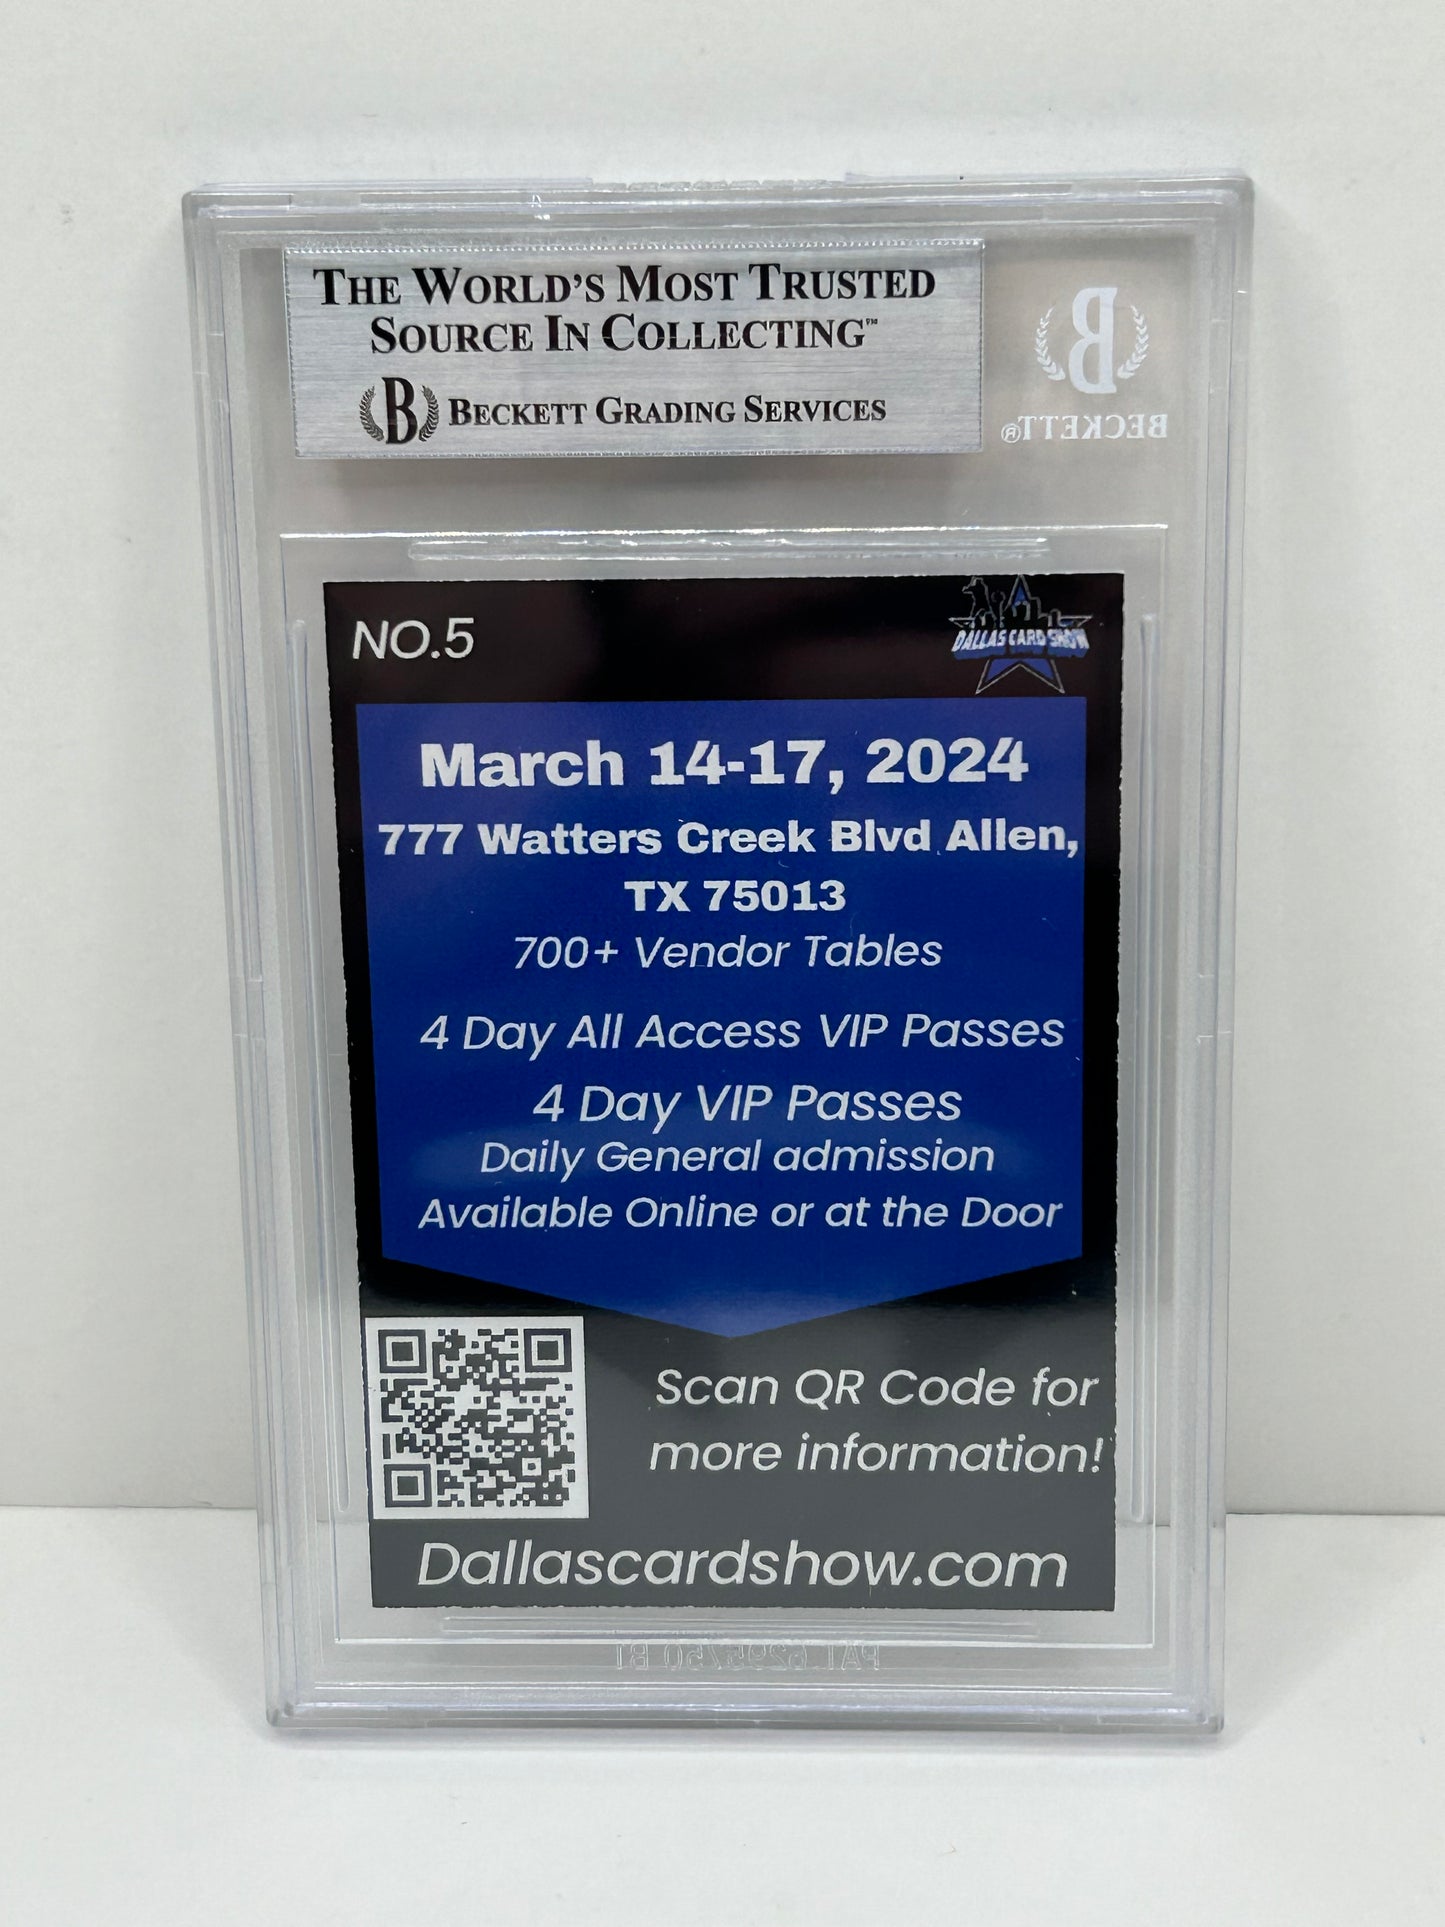 THE WORLD'S MOST TRUSTED
SOURCE IN COLLECTING™
B BECKETT GRADING SERVICES
B
BECKETT®
NO.5
DALLAS CARD SHOW
March 14-17, 2024
777 Watters Creek Blvd Allen,
TX 75013
700+ Vendor Tables
4 Day All Access VIP Passes
4 Day VIP Passes
Daily General admission
Available Online or at the Door
Scan QR Code for
more information!
Dallascardshow.com